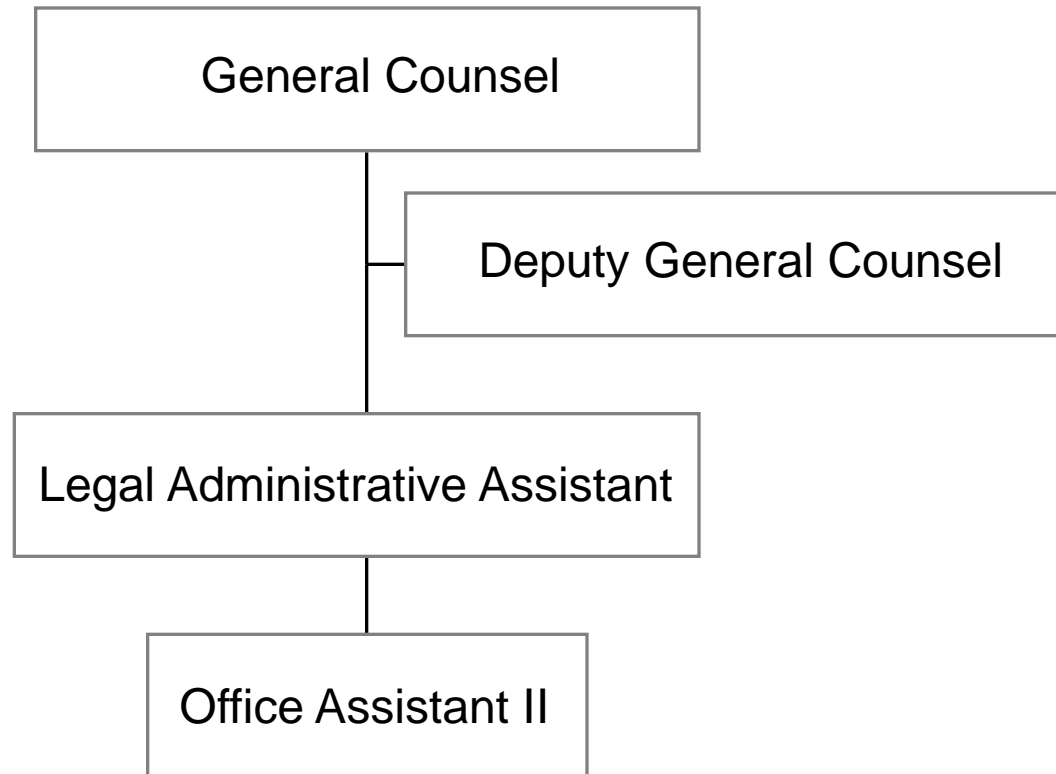 General Counsel
Deputy General Counsel
Legal Administrative Assistant
Office Assistant II